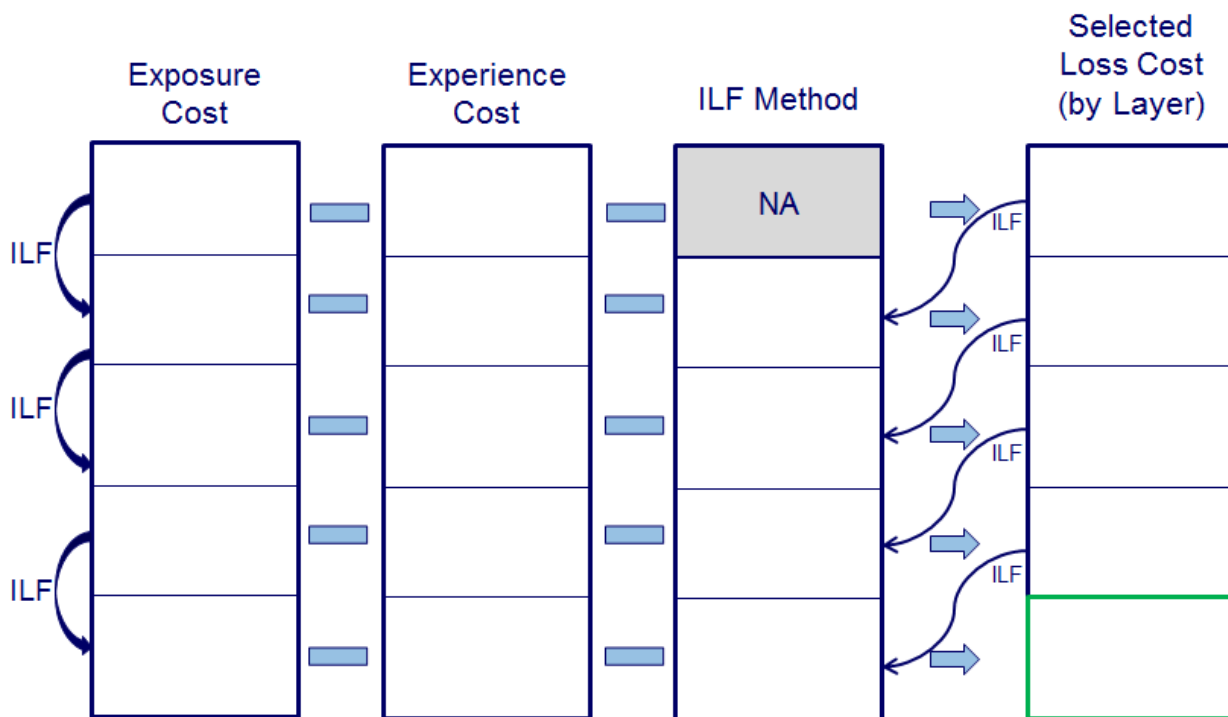 Exposure
Cost
Experience
Cost
ILF Method
Selected
Loss Cost
(by Layer)
NA
ILF
ILF
ILF
ILF
ILF
ILF
ILF